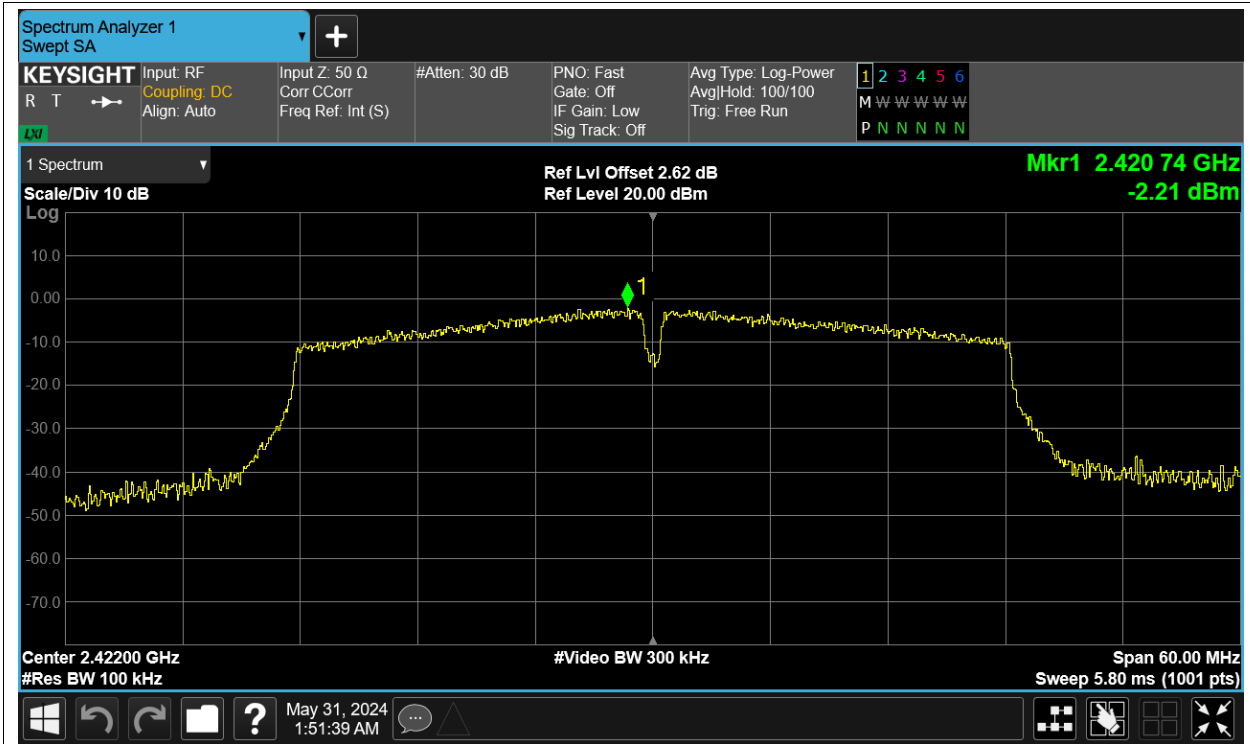 Spectrum Analyzer 1
Swept SA
+
KEYSIGHT
R T
LXI
Input: RF
Coupling: DC
Align: Auto
Input Z: 50 Ω
Corr CCorr
Freq Ref: Int (S)
#Atten: 30 dB
PNO: Fast
Gate: Off
IF Gain: Low
Sig Track: Off
Avg Type: Log-Power
Avg|Hold: 100/100
Trig: Free Run
1 2 3 4 5 6
M W W W W W
P N N N N N
1 Spectrum
Scale/Div 10 dB
Ref Lvl Offset 2.62 dB
Ref Level 20.00 dBm
Mkr1 2.420 74 GHz
-2.21 dBm
Log
10.0
0.00
-10.0
-20.0
-30.0
-40.0
-50.0
-60.0
-70.0
1
Center 2.42200 GHz
#Res BW 100 kHz
#Video BW 300 kHz
Span 60.00 MHz
Sweep 5.80 ms (1001 pts)
?
May 31, 2024
1:51:39 AM